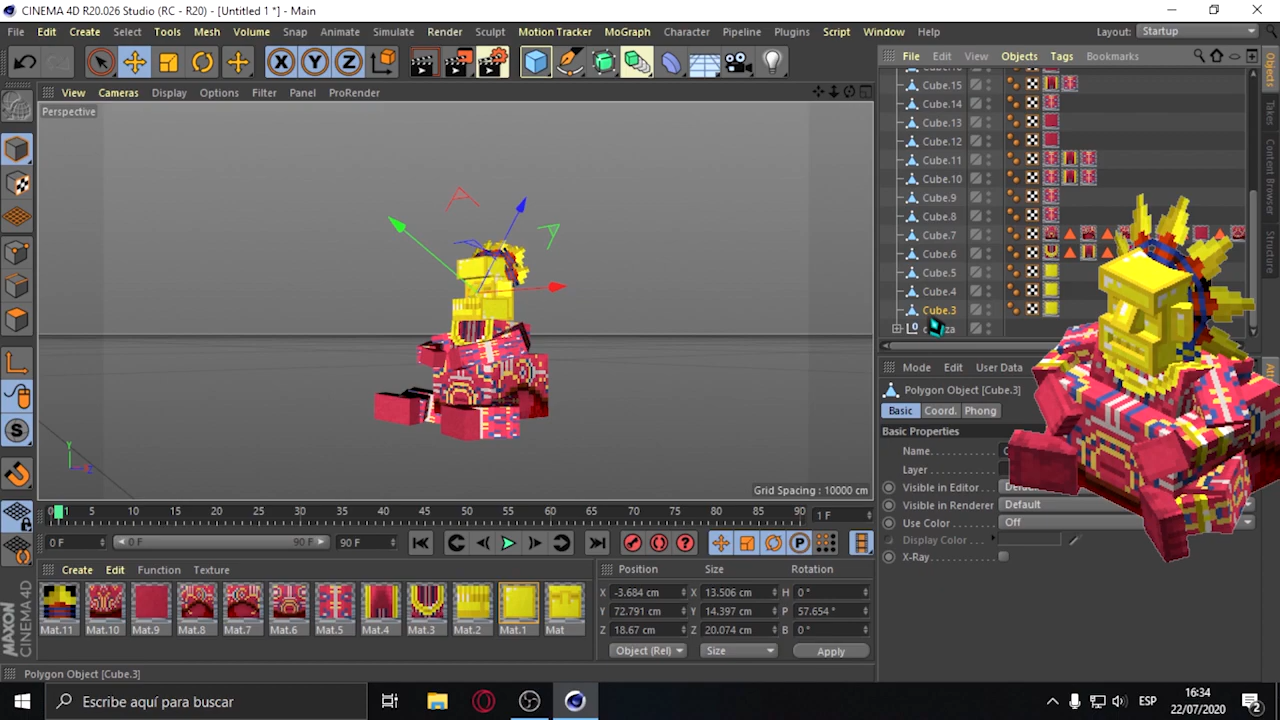 CINEMA 4D R20.026 Studio (RC - R20) - [Untitled 1 *] - Main
File Edit Create Select Tools Mesh Volume Snap Animate Simulate Render Sculpt Motion Tracker MoGraph Character Pipeline Plugins Script Window Help Layout: Startup
File Edit View Objects Tags Bookmarks
View Cameras Display Options Filter Panel ProRender
Perspective
Cube.15
Cube.14
Cube.13
Cube.12
Cube.11
Cube.10
Cube.9
Cube.8
Cube.7
Cube.6
Cube.5
Cube.4
Cube.3
Objects
Takes
Content Browser
Structure
Mode Edit User Data
Polygon Object [Cube.3]
Basic Coord. Phong
Basic Properties
Name
Layer
Visible in Editor
Visible in Renderer Default
Use Color Off
Display Color
X-Ray
Grid Spacing : 10000 cm
0 1 5 10 15 20 25 30 35 40 45 50 55 60 65 70 75 80 85 90 1 F
0 F 0 F 90 F 90 F
Create Edit Function Texture
Mat.11 Mat.10 Mat.9 Mat.8 Mat.7 Mat.6 Mat.5 Mat.4 Mat.3 Mat.2 Mat.1 Mat
Position Size Rotation
X -3.684 cm X 13.506 cm H 0 °
Y 72.791 cm Y 14.397 cm P 57.654 °
Z 18.67 cm Z 20.074 cm B 0 °
Object (Rel) Size Apply
MAXON CINEMA 4D
Polygon Object [Cube.3]
Escribe aquí para buscar
ESP
16:34
22/07/2020
2